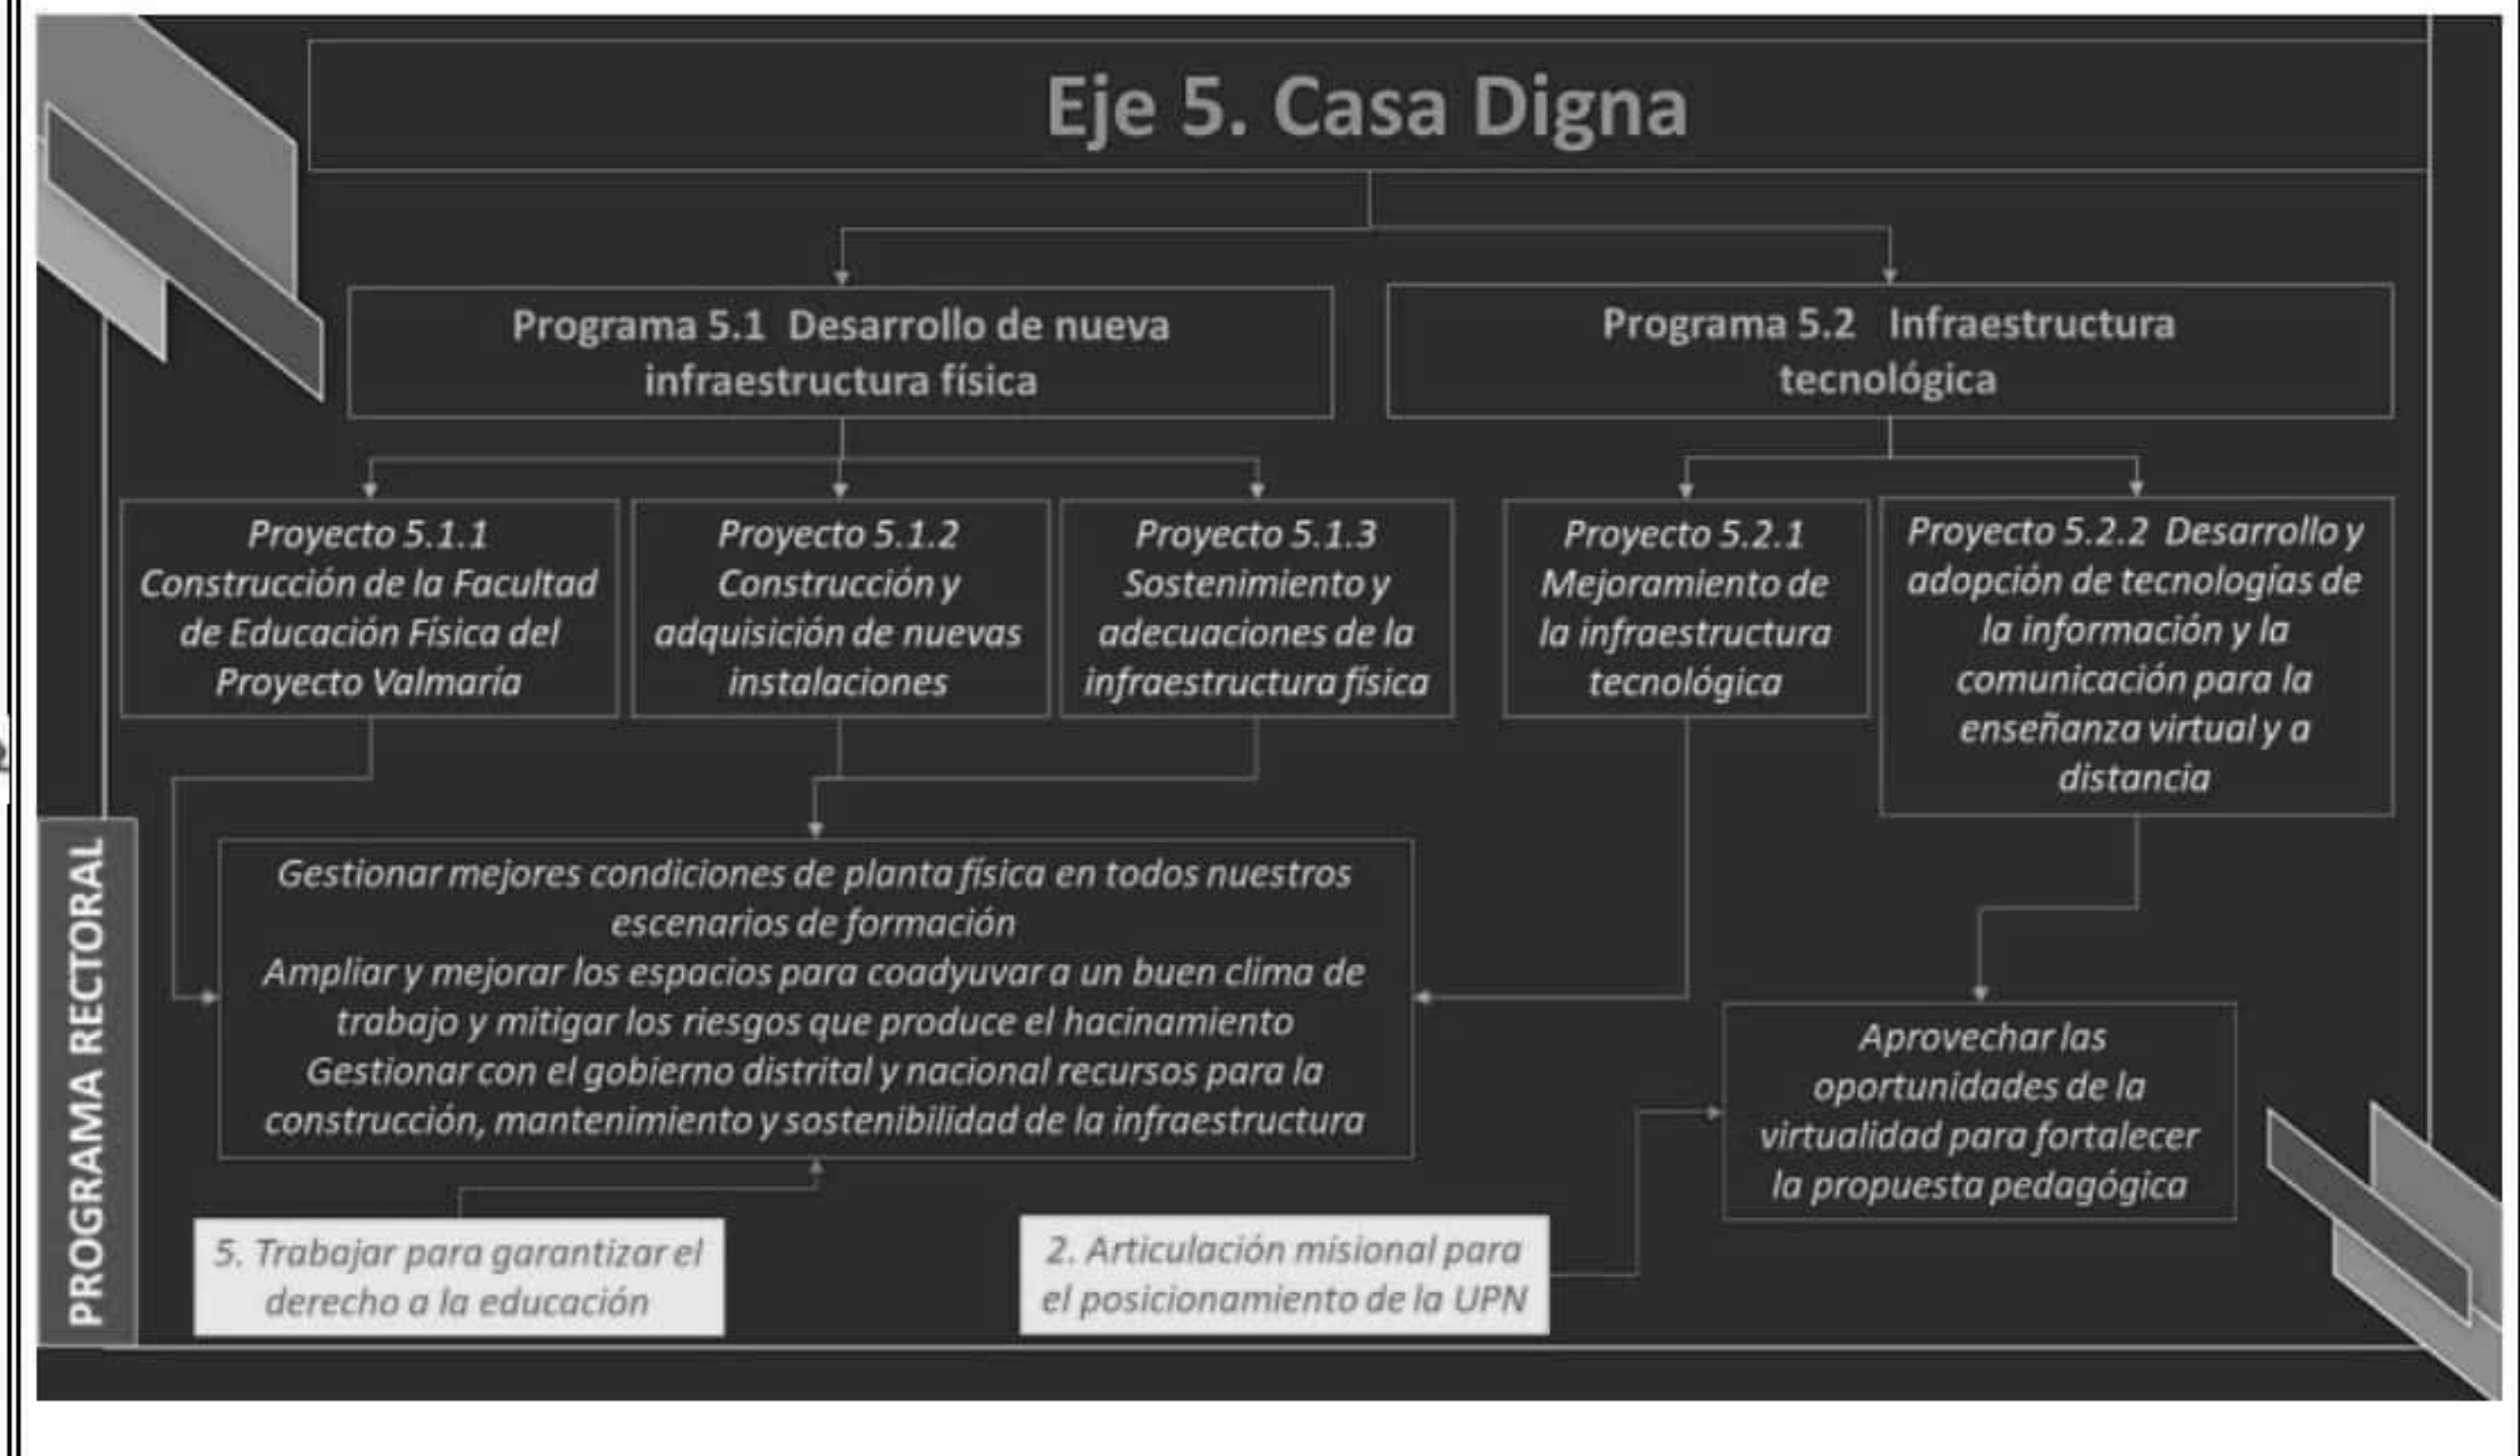 Eje 5. Casa Digna
Programa 5.1 Desarrollo de nueva
infraestructura física
Programa 5.2 Infraestructura
tecnológica
Proyecto 5.1.1
Construcción de la Facultad
de Educación Física del
Proyecto Valmaría
Proyecto 5.1.2
Construcción y
adquisición de nuevas
instalaciones
Proyecto 5.1.3
Sostenimiento y
adecuaciones de la
infraestructura física
Proyecto 5.2.1
Mejoramiento de
la infraestructura
tecnológica
Proyecto 5.2.2 Desarrollo y
adopción de tecnologías de
la información y la
comunicación para la
enseñanza virtual y a
distancia
PROGRAMA RECTORAL
Gestionar mejores condiciones de planta física en todos nuestros
escenarios de formación
Ampliar y mejorar los espacios para coadyuvar a un buen clima de
trabajo y mitigar los riesgos que produce el hacinamiento
Gestionar con el gobierno distrital y nacional recursos para la
construcción, mantenimiento y sostenibilidad de la infraestructura
Aprovechar las
oportunidades de la
virtualidad para fortalecer
la propuesta pedagógica
5. Trabajar para garantizar el
derecho a la educación
2. Articulación misional para
el posicionamiento de la UPN